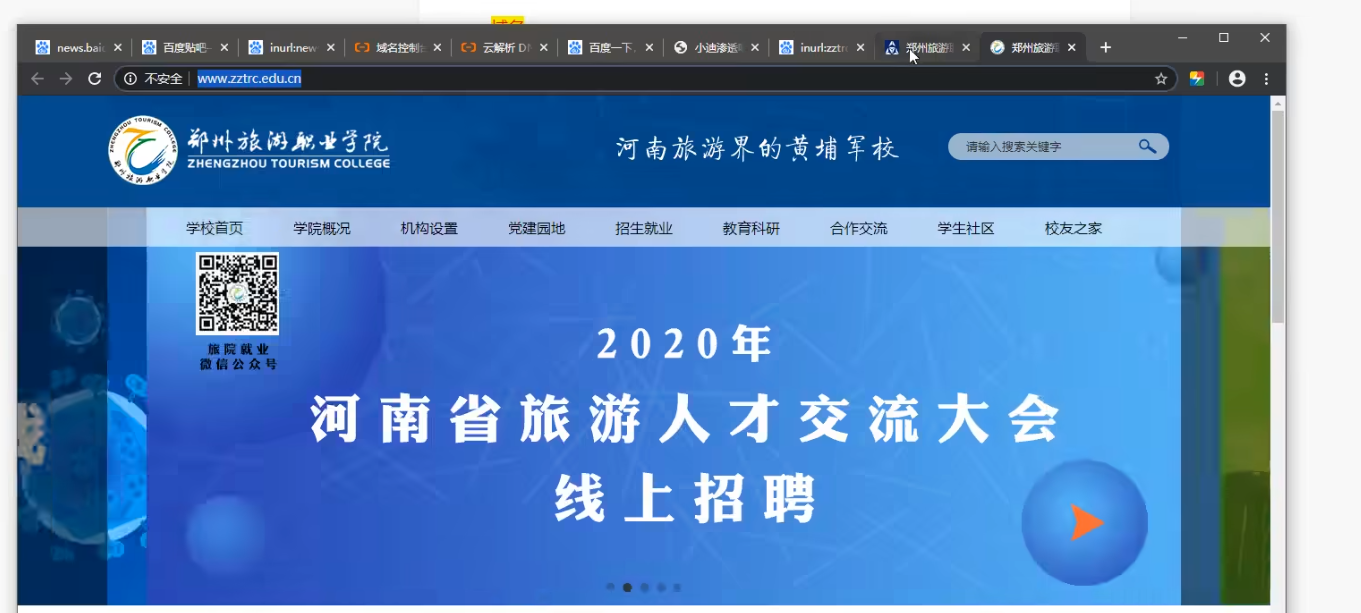 域名
news.bai
百度贴吧-
inurl:new
域名控制
云解析 D
百度一下
小迪渗透
inurl:zztr
郑州旅游
郑州旅游
不安全
www.zztrc.edu.cn
郑州旅游职业学院
ZHENGZHOU TOURISM COLLEGE
河南旅游界的黄埔军校
请输入搜素关键字
学校首页
学院概况
机构设置
党建园地
招生就业
教育科研
合作交流
学生社区
校友之家
旅院就业
微信公众号
2020年
河南省旅游人才交流大会
线上招聘